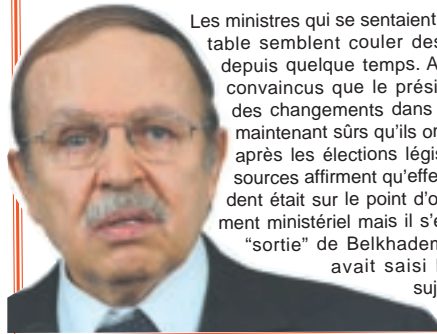 Les ministres qui se sentaient
table semblent couler des
depuis quelque temps. A
convaincus que le prési
des changements dans
maintenant sûrs qu'ils on
après les élections légis
sources affirment qu'effe
dent était sur le point d'o
ment ministériel mais il s'e
"sortie" de Belkhaden
avait saisi l
suj